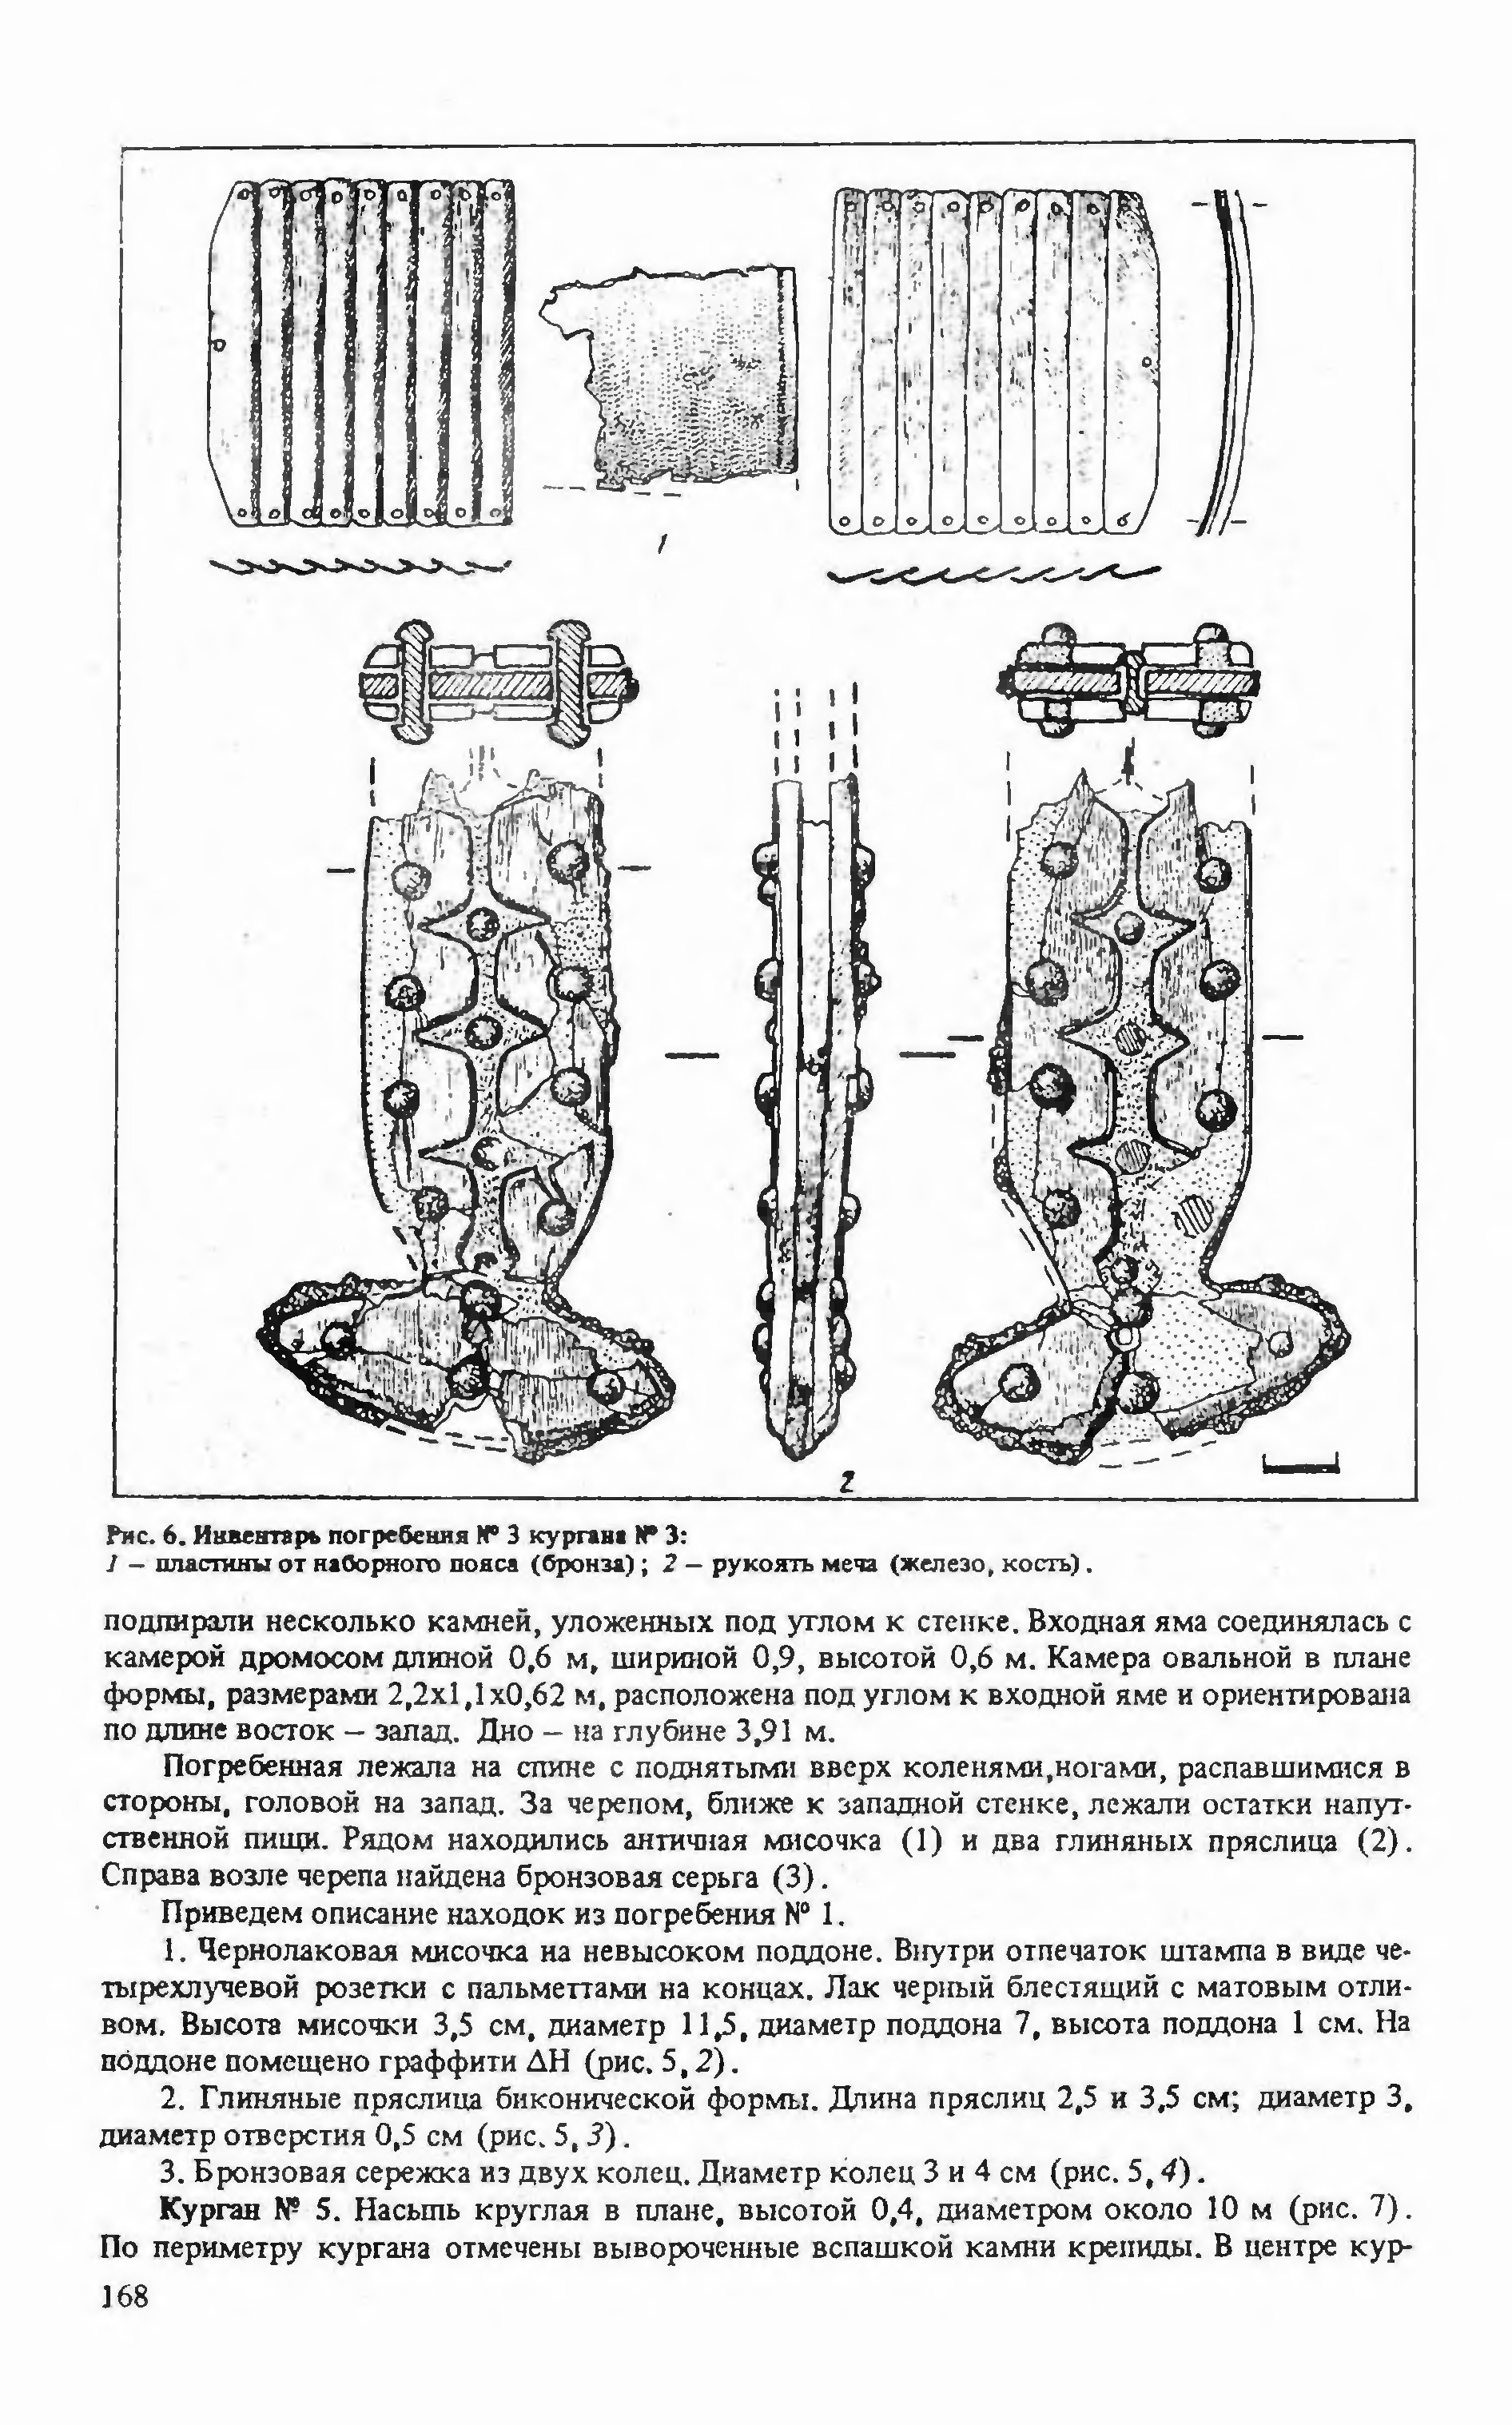 1
2
Рис. 6. Инвентарь погребения № 3 кургана № 3:
1 — пластины от наборного пояса (бронза); 2 — рукоять меча (железо, кость).
подпирали несколько камней, уложенных под углом к стенке. Входная яма соединялась с
камерой дромосом длиной 0,6 м, шириной 0,9, высотой 0,6 м. Камера овальной в плане
формы, размерами 2,2х1,1х0,62 м, расположена под углом к входной яме и ориентирована
по длине восток — запад. Дно — на глубине 3,91 м.
Погребенная лежала на спине с поднятыми вверх коленями,ногами, распавшимися в
стороны, головой на запад. За черепом, ближе к западной стенке, лежали остатки напут-
ственной пищи. Рядом находились античная мисочка (1) и два глиняных пряслица (2).
Справа возле черепа найдена бронзовая серьга (3).
Приведем описание находок из погребения № 1.
1. Чернолаковая мисочка на невысоком поддоне. Внутри отпечаток штампа в виде че-
тырехлучевой розетки с пальметтами на концах. Лак черный блестящий с матовым отли-
вом. Высота мисочки 3,5 см, диаметр 11,5, диаметр поддона 7, высота поддона 1 см. На
поддоне помещено граффити ΔΗ (рис. 5, 2).
2. Глиняные пряслица биконической формы. Длина пряслиц 2,5 и 3,5 см; диаметр 3,
диаметр отверстия 0,5 см (рис. 5, 3).
3. Бронзовая сережка из двух колец. Диаметр колец 3 и 4 см (рис. 5, 4).
Курган № 5. Насыпь круглая в плане, высотой 0,4, диаметром около 10 м (рис. 7).
По периметру кургана отмечены вывороченные вспашкой камни крепиды. В центре кур-
168